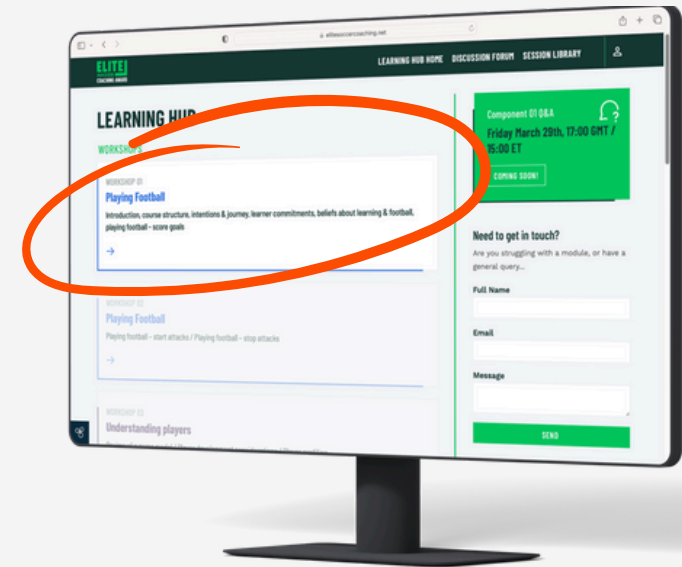 elitesoccercoaching.net
ELITE
COACHING AWARD
LEARNING HUB HOME
DISCUSSION FORUM
SESSION LIBRARY
LEARNING HUB
WORKSHOPS
WORKSHOP 01
Playing Football
Introduction, course structure, intentions & journey, learner commitments, beliefs about learning & football,
playing football – score goals
WORKSHOP 02
Playing Football
Playing football – start attacks / Playing football – stop attacks
WORKSHOP 03
Understanding players
Component 01 Q&A
Friday March 29th, 17:00 GMT /
15:00 ET
COMING SOON!
Need to get in touch?
Are you struggling with a module, or have a
general query...
Full Name
Email
Message
SEND